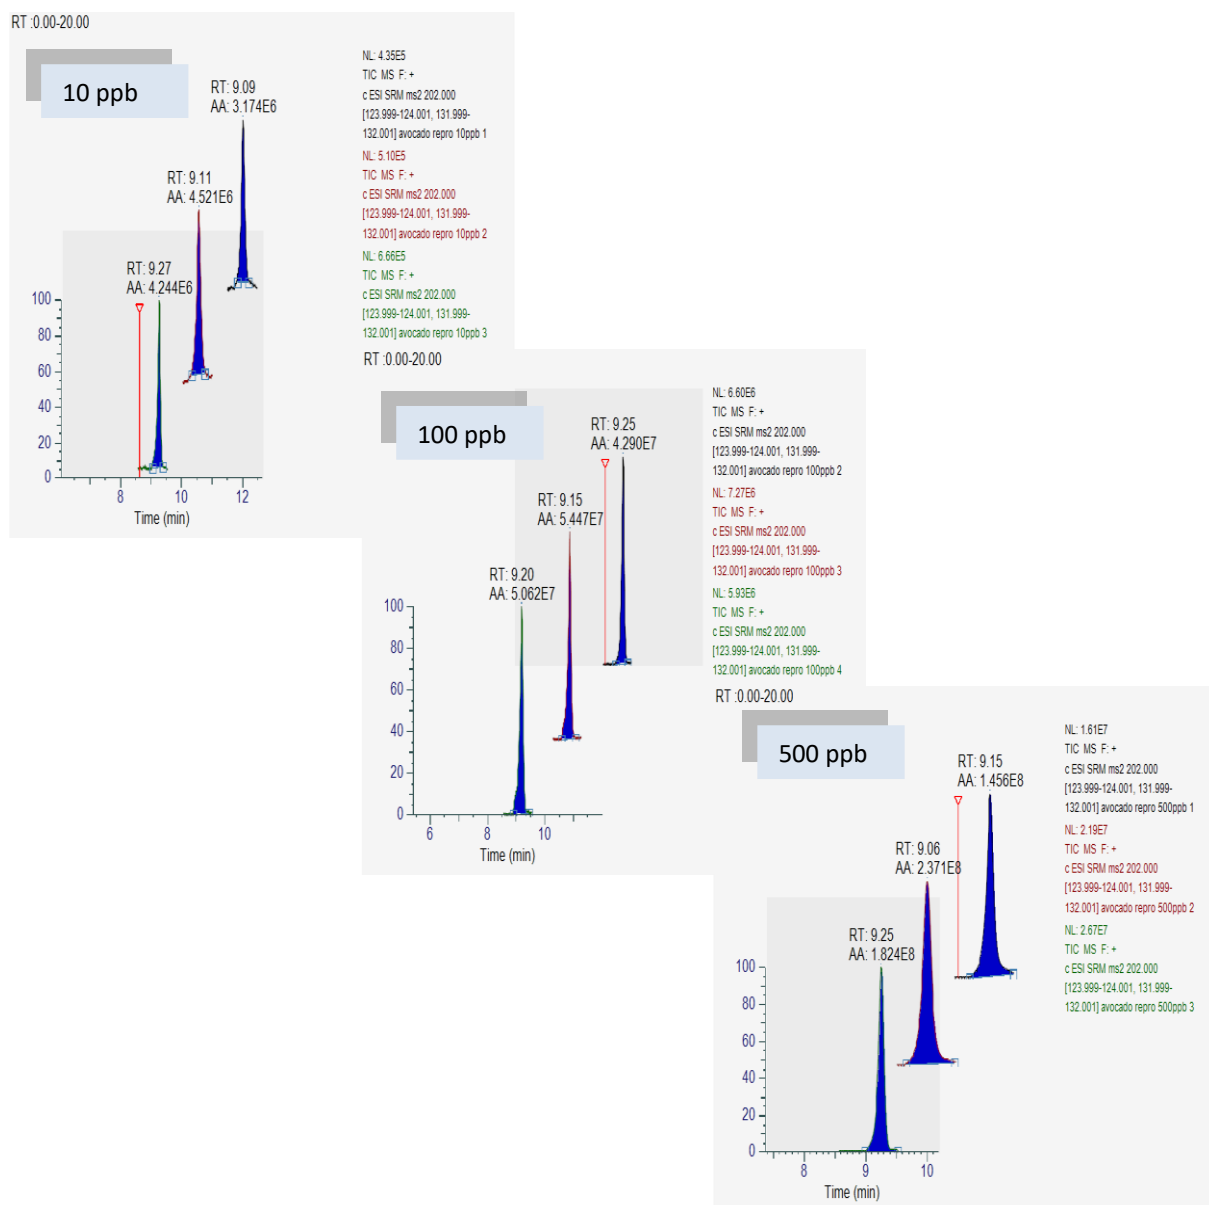 RT :0.00-20.00
10 ppb
RT: 9.09
AA: 3.174E6
RT: 9.11
AA: 4.521E6
RT: 9.27
AA: 4.244E6
100
80
60
40
20
0
8 10 12
Time (min)
NL: 4.35E5
TIC MS F: +
c ESI SRM ms2 202.000
[123.999-124.001, 131.999-
132.001] avocado repro 10ppb 1
NL: 5.10E5
TIC MS F: +
c ESI SRM ms2 202.000
[123.999-124.001, 131.999-
132.001] avocado repro 10ppb 2
NL: 6.66E5
TIC MS F: +
c ESI SRM ms2 202.000
[123.999-124.001, 131.999-
132.001] avocado repro 10ppb 3
RT :0.00-20.00
100 ppb
RT: 9.25
AA: 4.290E7
RT: 9.15
AA: 5.447E7
RT: 9.20
AA: 5.062E7
100
80
60
40
20
0
6 8 10
Time (min)
NL: 6.60E6
TIC MS F: +
c ESI SRM ms2 202.000
[123.999-124.001, 131.999-
132.001] avocado repro 100ppb 2
NL: 7.27E6
TIC MS F: +
c ESI SRM ms2 202.000
[123.999-124.001, 131.999-
132.001] avocado repro 100ppb 3
NL: 5.93E6
TIC MS F: +
c ESI SRM ms2 202.000
[123.999-124.001, 131.999-
132.001] avocado repro 100ppb 4
RT :0.00-20.00
500 ppb
RT: 9.15
AA: 1.456E8
RT: 9.06
AA: 2.371E8
RT: 9.25
AA: 1.824E8
100
80
60
40
20
0
8 9 10
Time (min)
NL: 1.61E7
TIC MS F: +
c ESI SRM ms2 202.000
[123.999-124.001, 131.999-
132.001] avocado repro 500ppb 1
NL: 2.19E7
TIC MS F: +
c ESI SRM ms2 202.000
[123.999-124.001, 131.999-
132.001] avocado repro 500ppb 2
NL: 2.67E7
TIC MS F: +
c ESI SRM ms2 202.000
[123.999-124.001, 131.999-
132.001] avocado repro 500ppb 3